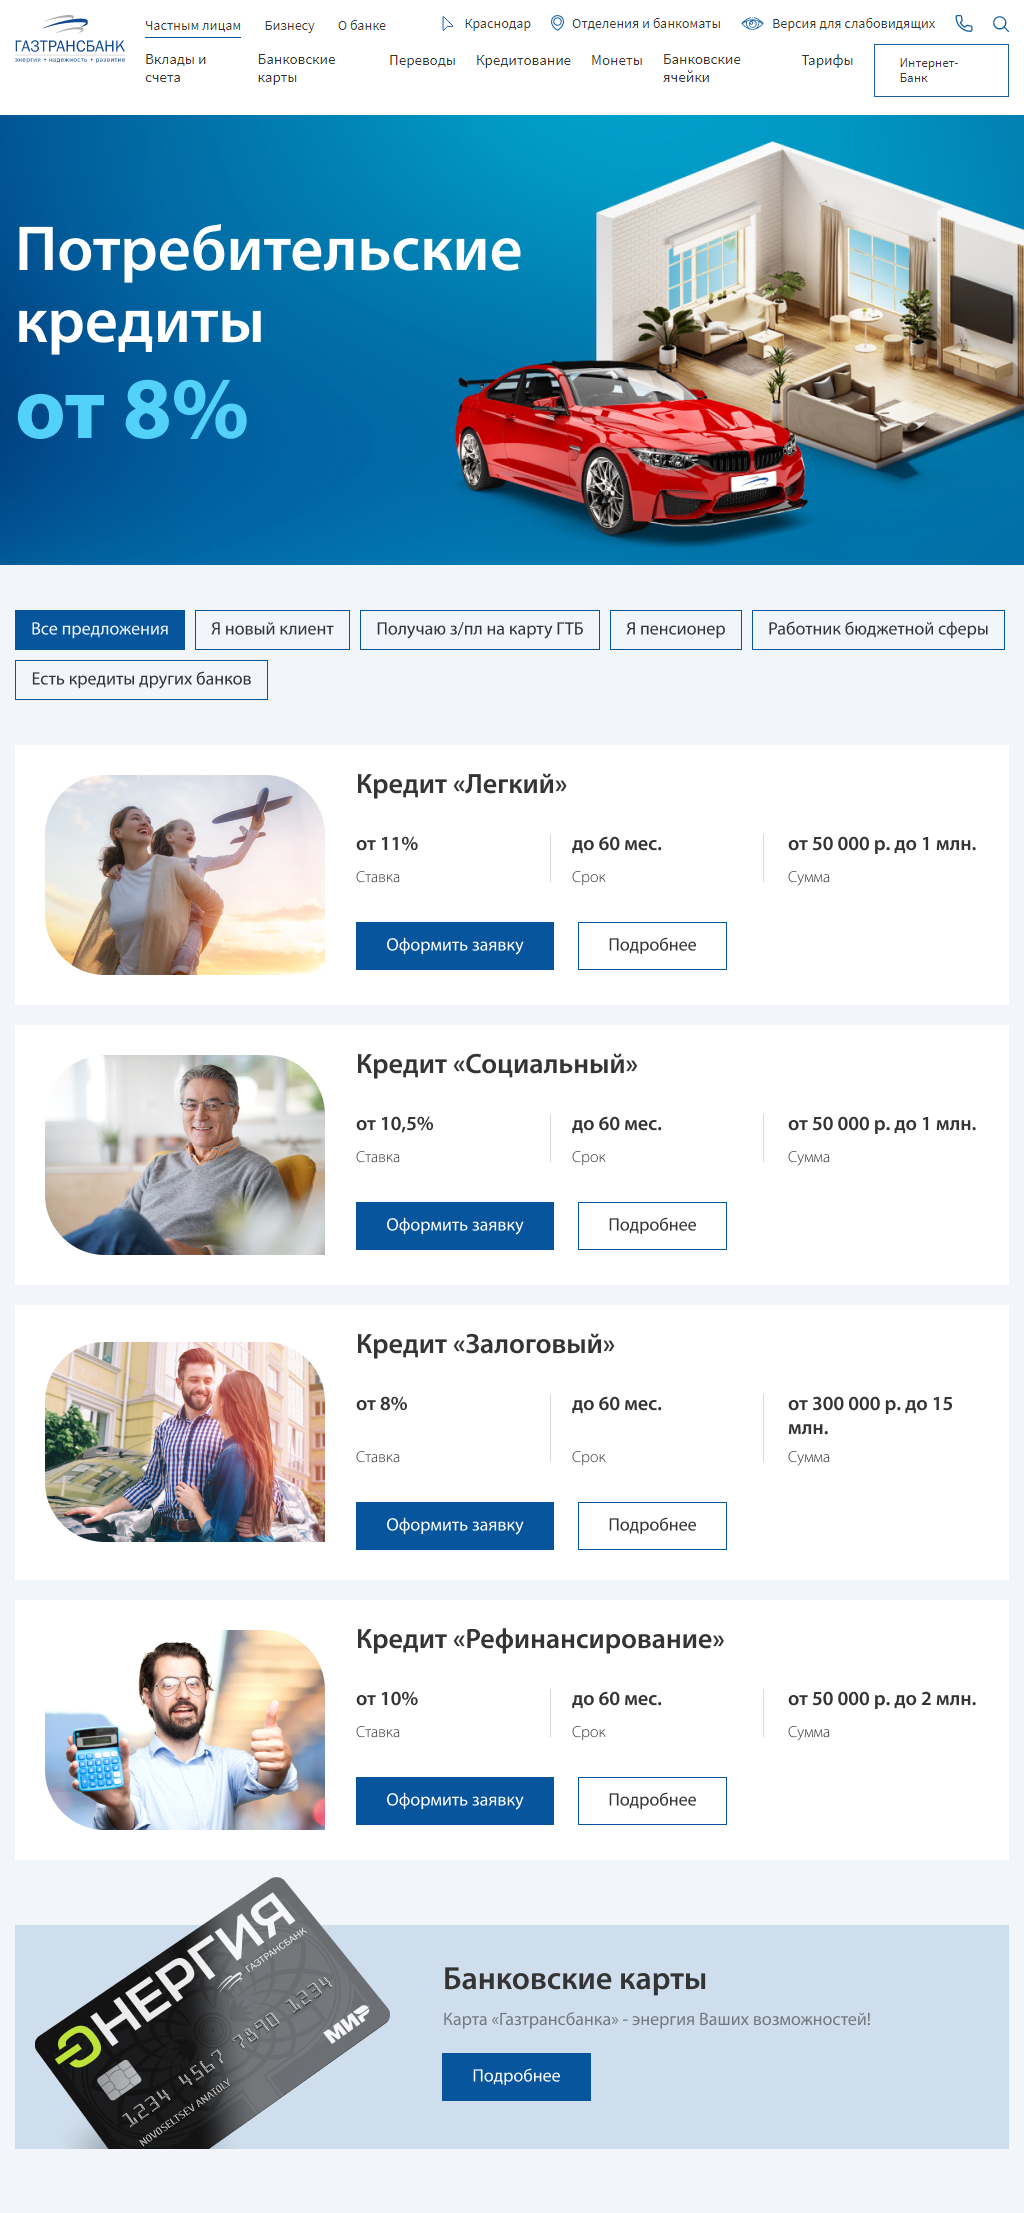 ГАЗТРАНСБАНК
энергия • надежность • развитие
Частным лицам
Бизнесу
О банке
Краснодар
Отделения и банкоматы
Версия для слабовидящих
Вклады и
счета
Банковские
карты
Переводы
Кредитование
Монеты
Банковские
ячейки
Тарифы
Интернет-
Банк
Потребительские
кредиты
от 8%
Все предложения
Я новый клиент
Получаю з/пл на карту ГТБ
Я пенсионер
Работник бюджетной сферы
Есть кредиты других банков
Кредит «Легкий»
от 11%
до 60 мес.
от 50 000 р. до 1 млн.
Ставка
Срок
Сумма
Оформить заявку
Подробнее
Кредит «Социальный»
от 10,5%
до 60 мес.
от 50 000 р. до 1 млн.
Ставка
Срок
Сумма
Оформить заявку
Подробнее
Кредит «Залоговый»
от 8%
до 60 мес.
от 300 000 р. до 15
млн.
Ставка
Срок
Сумма
Оформить заявку
Подробнее
Кредит «Рефинансирование»
от 10%
до 60 мес.
от 50 000 р. до 2 млн.
Ставка
Срок
Сумма
Оформить заявку
Подробнее
ЭНЕРГИЯ
ГАЗТРАНСБАНК
1234 4567 7890 1234
МИР
NOVOSELTSEV ANATOLY
Банковские карты
Карта «Газтрансбанка» - энергия Ваших возможностей!
Подробнее